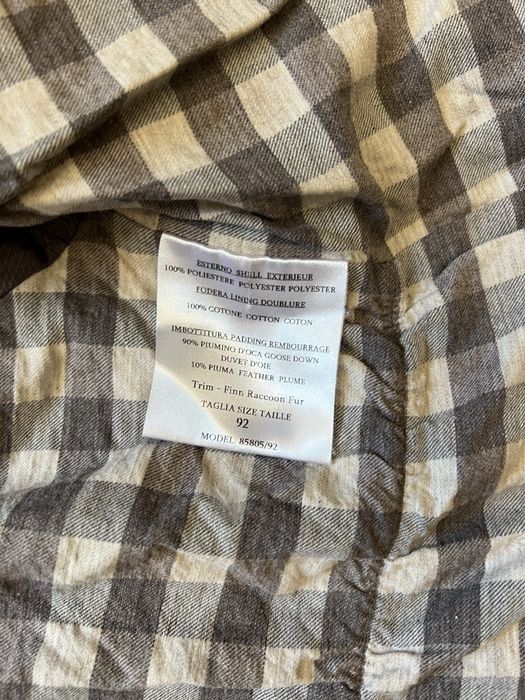 ESTERNO SHELL EXTERIEUR
100% POLIESTERE POLYESTER POLYESTER
FODERA LINING DOUBLURE
100% COTONE COTTON COTON
IMBOTTITURA PADDING REMBOURRAGE
90% PIUMINO D'OCA GOOSE DOWN
DUVET D'OIE
10% PIUMA FEATHER PLUME
Trim - Finn Raccoon Fur
TAGLIA SIZE TAILLE
92
MODEL 85805/92